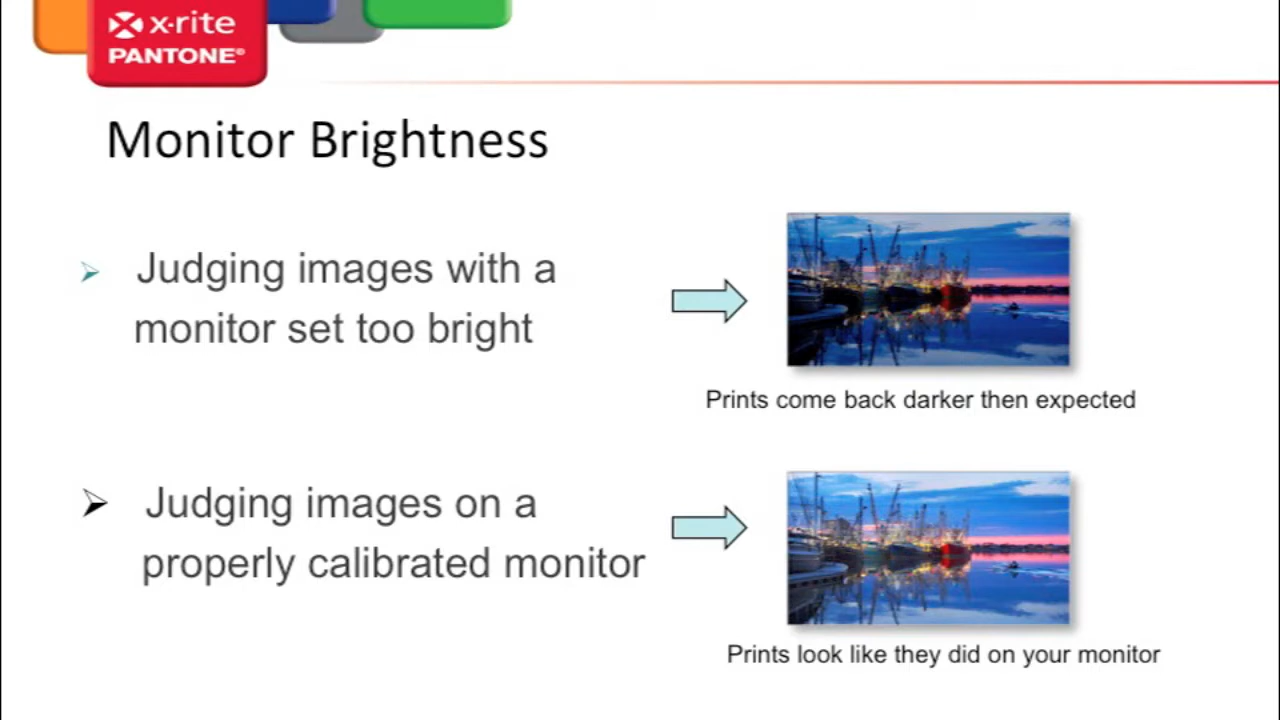 x·rite
PANTONE®
Monitor Brightness
Judging images with a
monitor set too bright
Prints come back darker then expected
Judging images on a
properly calibrated monitor
Prints look like they did on your monitor